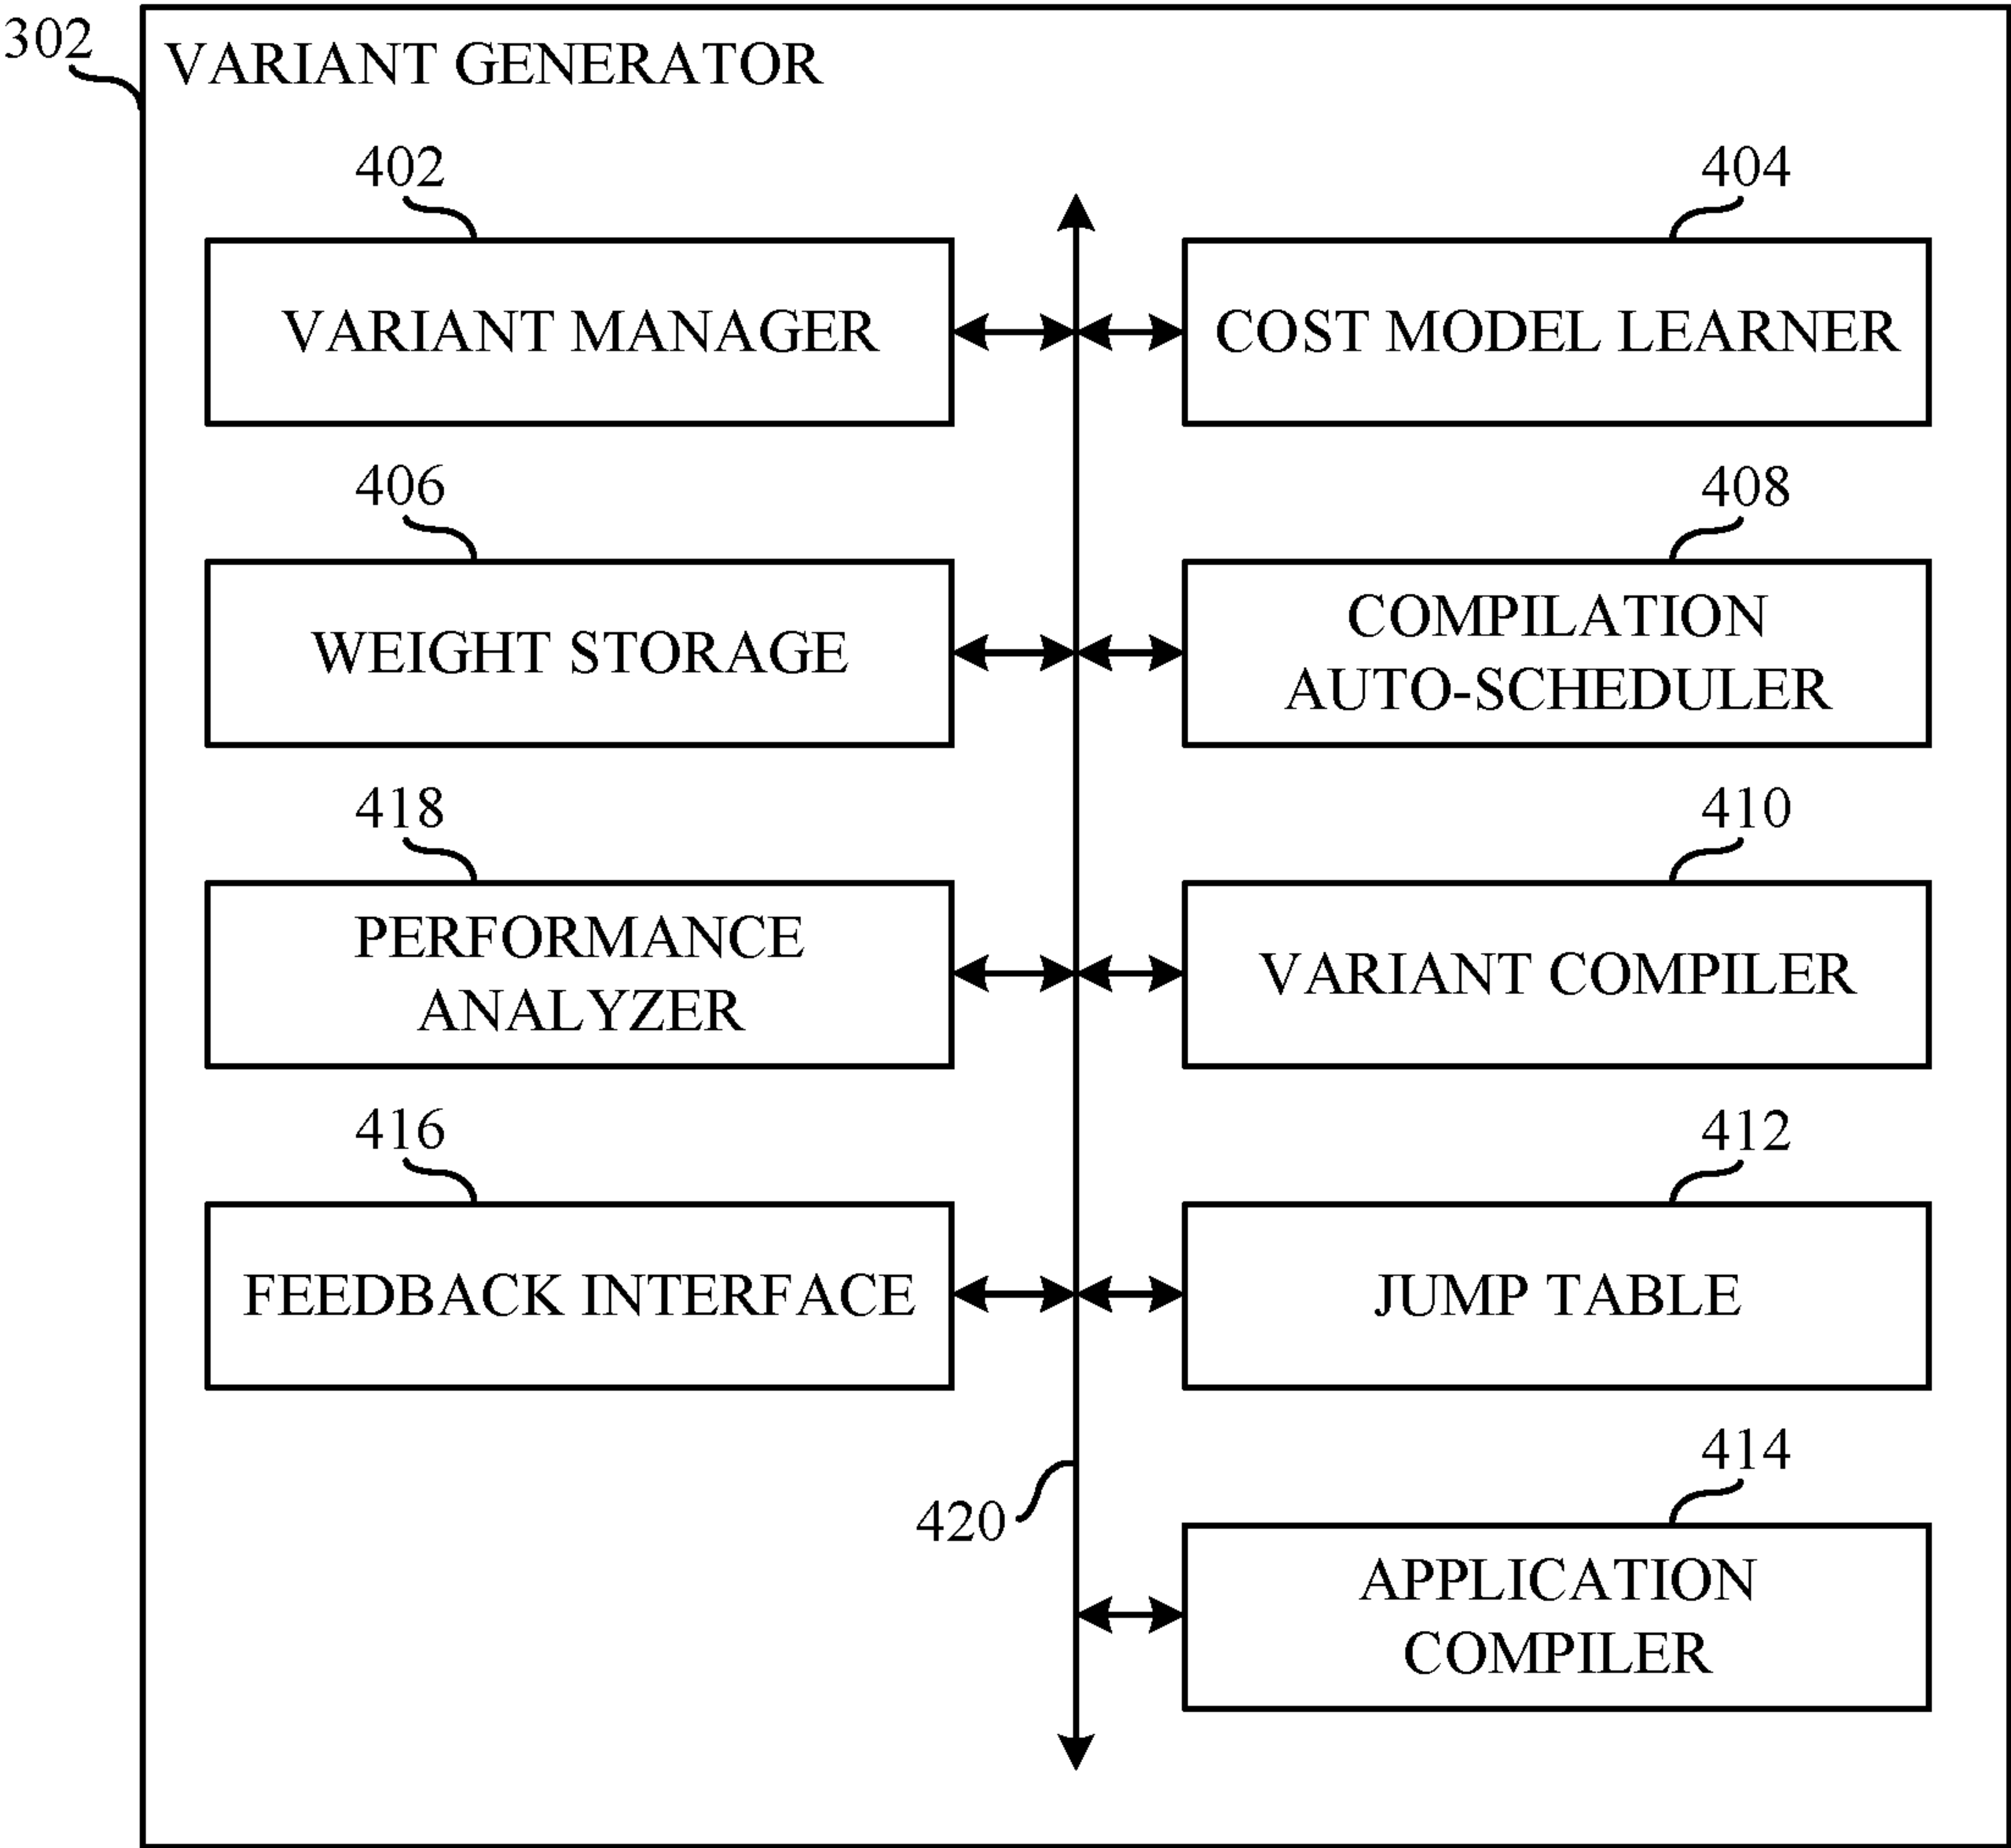 302
VARIANT GENERATOR
402
VARIANT MANAGER
404
COST MODEL LEARNER
406
WEIGHT STORAGE
408
COMPILATION
AUTO-SCHEDULER
418
PERFORMANCE
ANALYZER
410
VARIANT COMPILER
416
FEEDBACK INTERFACE
412
JUMP TABLE
420
414
APPLICATION
COMPILER